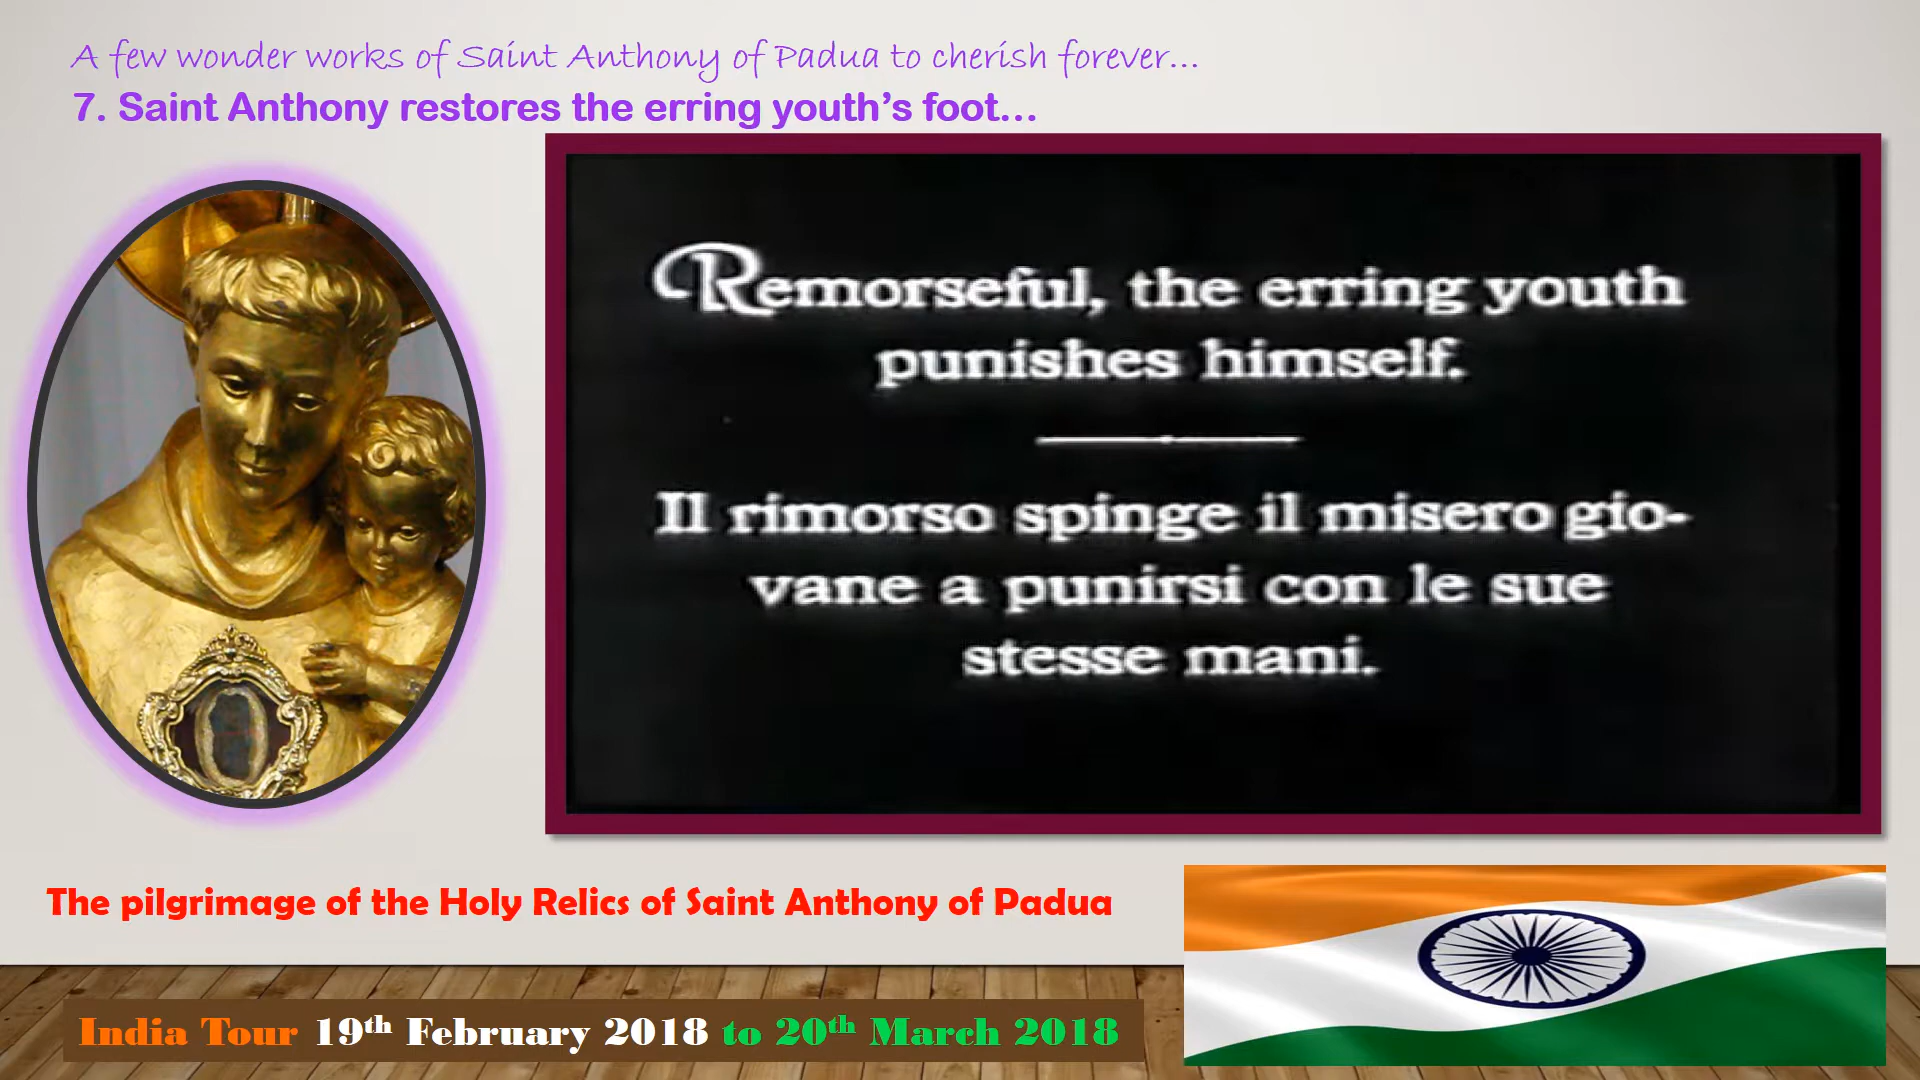 A few wonder works of Saint Anthony of Padua to cherish forever...
7. Saint Anthony restores the erring youth's foot...
Remorseful, the erring youth
punishes himself.
Il rimorso spinge il misero gio-
vane a punirsi con le sue
stesse mani.
The pilgrimage of the Holy Relics of Saint Anthony of Padua
India Tour 19th February 2018 to 20th March 2018